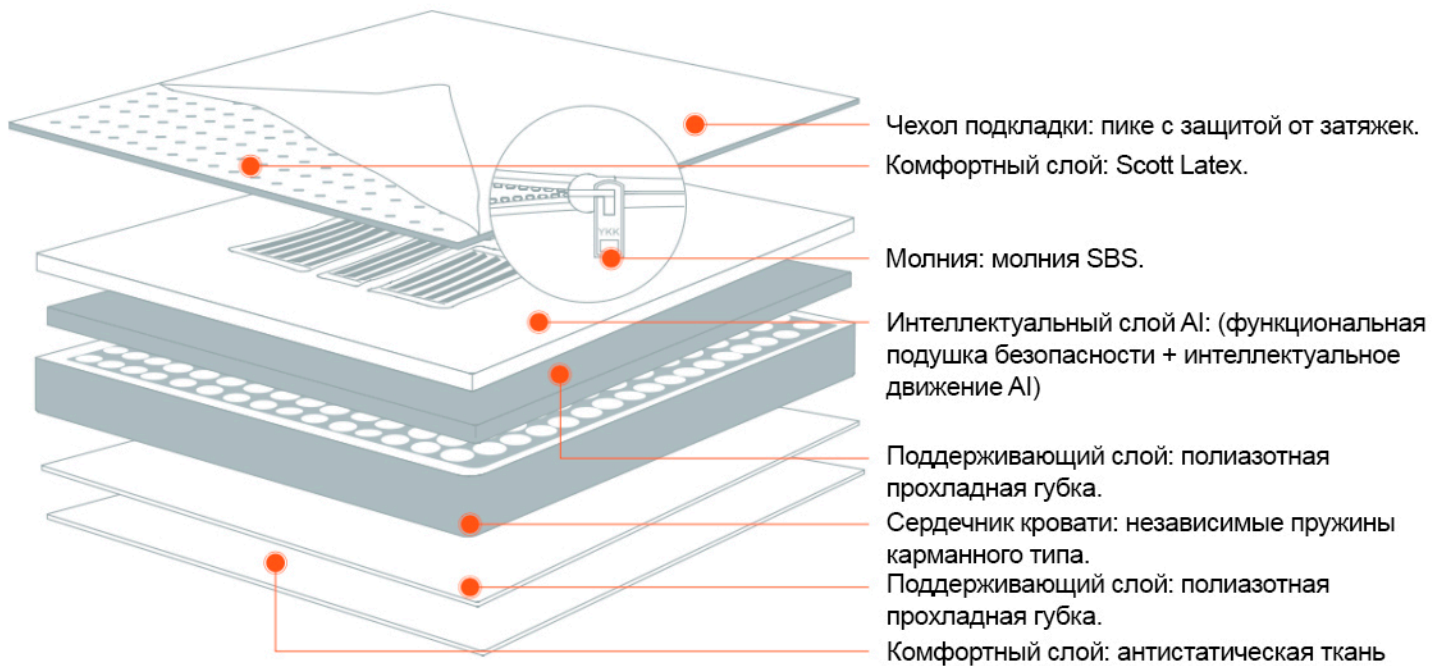 Чехол подкладки: пике с защитой от затяжек.
Комфортный слой: Scott Latex.
YKK
Молния: молния SBS.
Интеллектуальный слой AI: (функциональная
подушка безопасности + интеллектуальное
движение AI)
Поддерживающий слой: полиазотная
прохладная губка.
Сердечник кровати: независимые пружины
карманного типа.
Поддерживающий слой: полиазотная
прохладная губка.
Комфортный слой: антистатическая ткань